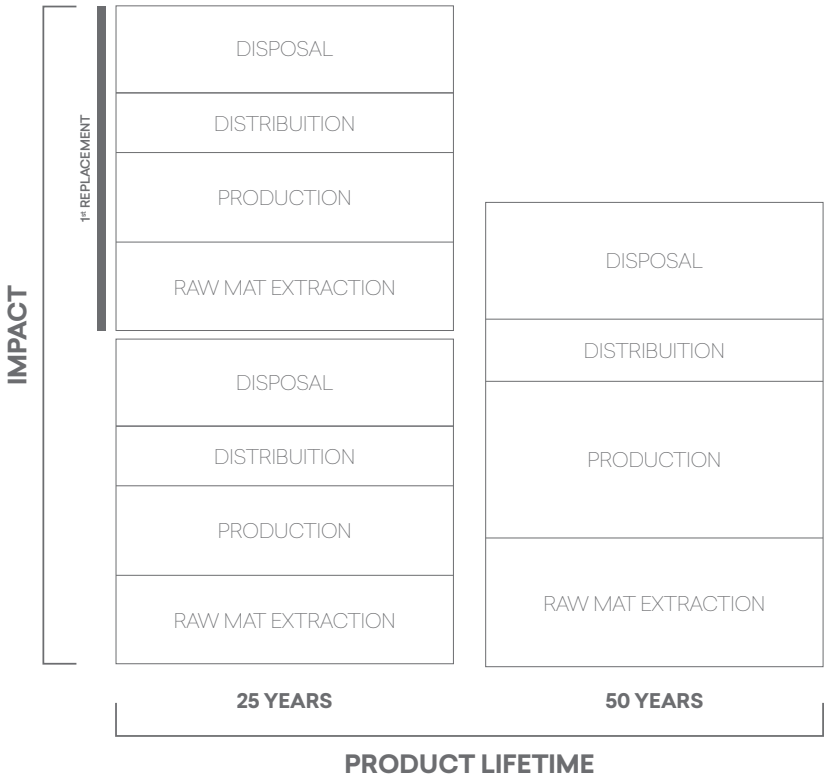 DISPOSAL
DISTRIBUITION
PRODUCTION
RAW MAT EXTRACTION
1st REPLACEMENT
DISPOSAL
DISTRIBUITION
PRODUCTION
RAW MAT EXTRACTION
DISPOSAL
DISTRIBUITION
PRODUCTION
RAW MAT EXTRACTION
IMPACT
25 YEARS
50 YEARS
PRODUCT LIFETIME